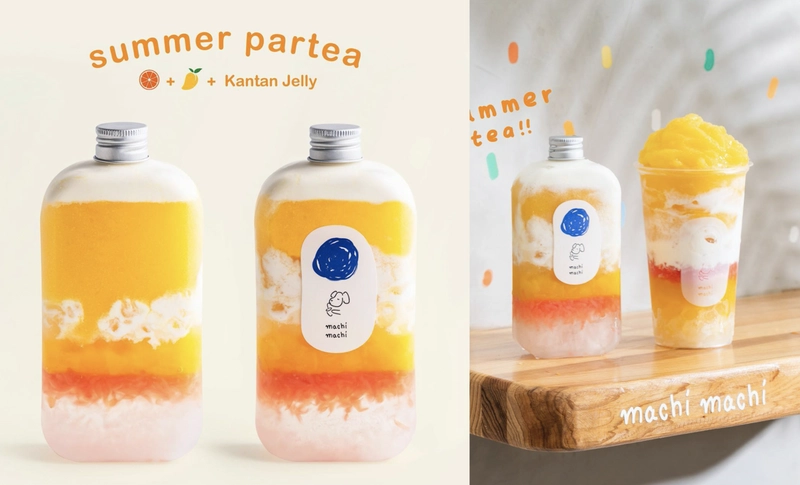 summer partea
+ + Kantan Jelly
machi
machi
ummer
tea!!
machi
machi
machi machi